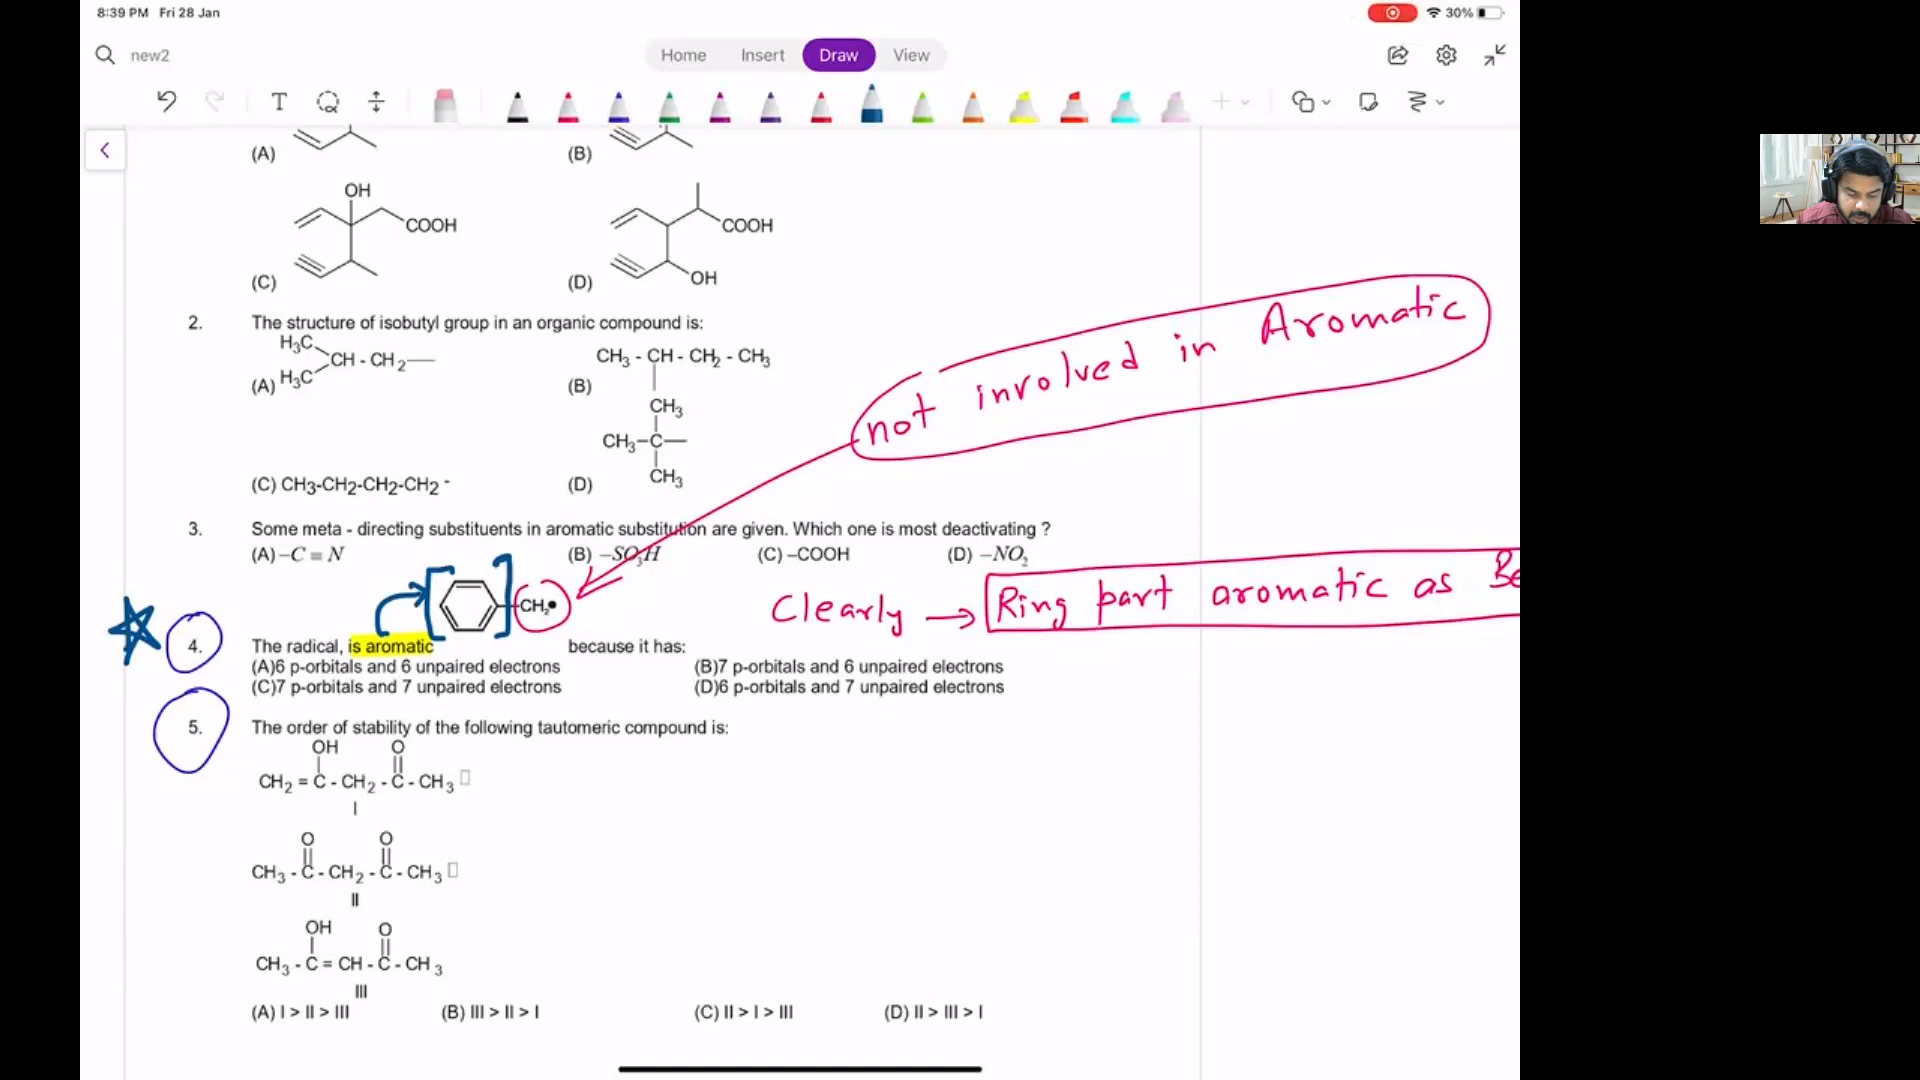 8:39 PM Fri 28 Jan
30%
new2
Home Insert Draw View
T
(A)
(B)
OH
COOH
(C)
COOH
OH
(D)
2. The structure of isobutyl group in an organic compound is:
H3C
CH - CH2
(A) H3C
CH3 - CH - CH2 - CH3
(B)
CH3
CH3-C-
CH3
(C) CH3-CH2-CH2-CH2 -
(D)
not involved in Aromatic
3. Some meta - directing substituents in aromatic substitution are given. Which one is most deactivating ?
(A) –C ≡ N (B) –SO3H (C) –COOH (D) –NO2
CH2•
Clearly → Ring part aromatic as Be
4. The radical, is aromatic because it has:
(A)6 p-orbitals and 6 unpaired electrons (B)7 p-orbitals and 6 unpaired electrons
(C)7 p-orbitals and 7 unpaired electrons (D)6 p-orbitals and 7 unpaired electrons
5. The order of stability of the following tautomeric compound is:
OH O
CH2 = C - CH2 - C - CH3
I
O O
CH3 - C - CH2 - C - CH3
II
OH O
CH3 - C = CH - C - CH3
III
(A) I > II > III (B) III > II > I (C) II > I > III (D) II > III > I